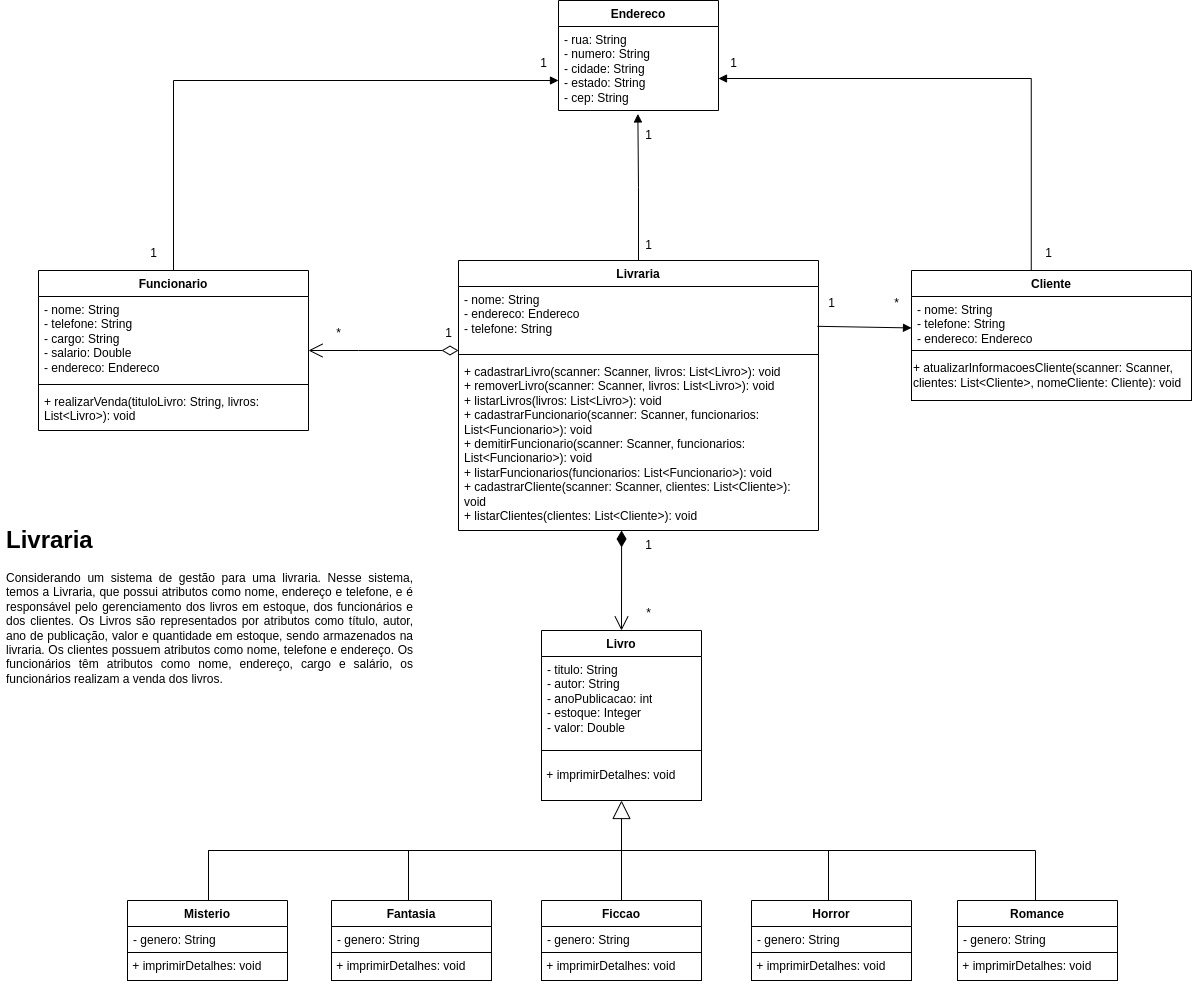 Endereco
- rua: String
- numero: String
- cidade: String
- estado: String
- cep: String
1
1
1
1
1
1
Funcionario
- nome: String
- telefone: String
- cargo: String
- salario: Double
- endereco: Endereco
+ realizarVenda(tituloLivro: String, livros:
List<Livro>): void
*
1
Livraria
- nome: String
- endereco: Endereco
- telefone: String
+ cadastrarLivro(scanner: Scanner, livros: List<Livro>): void
+ removerLivro(scanner: Scanner, livros: List<Livro>): void
+ listarLivros(livros: List<Livro>): void
+ cadastrarFuncionario(scanner: Scanner, funcionarios:
List<Funcionario>): void
+ demitirFuncionario(scanner: Scanner, funcionarios:
List<Funcionario>): void
+ listarFuncionarios(funcionarios: List<Funcionario>): void
+ cadastrarCliente(scanner: Scanner, clientes: List<Cliente>):
void
+ listarClientes(clientes: List<Cliente>): void
1
*
Cliente
- nome: String
- telefone: String
- endereco: Endereco
+ atualizarInformacoesCliente(scanner: Scanner,
clientes: List<Cliente>, nomeCliente: Cliente): void
Livraria
Considerando um sistema de gestão para uma livraria. Nesse sistema,
temos a Livraria, que possui atributos como nome, endereço e telefone, e é
responsável pelo gerenciamento dos livros em estoque, dos funcionários e
dos clientes. Os Livros são representados por atributos como título, autor,
ano de publicação, valor e quantidade em estoque, sendo armazenados na
livraria. Os clientes possuem atributos como nome, telefone e endereço. Os
funcionários têm atributos como nome, endereço, cargo e salário, os
funcionários realizam a venda dos livros.
1
*
Livro
- titulo: String
- autor: String
- anoPublicacao: int
- estoque: Integer
- valor: Double
+ imprimirDetalhes: void
Misterio
- genero: String
+ imprimirDetalhes: void
Fantasia
- genero: String
+ imprimirDetalhes: void
Ficcao
- genero: String
+ imprimirDetalhes: void
Horror
- genero: String
+ imprimirDetalhes: void
Romance
- genero: String
+ imprimirDetalhes: void